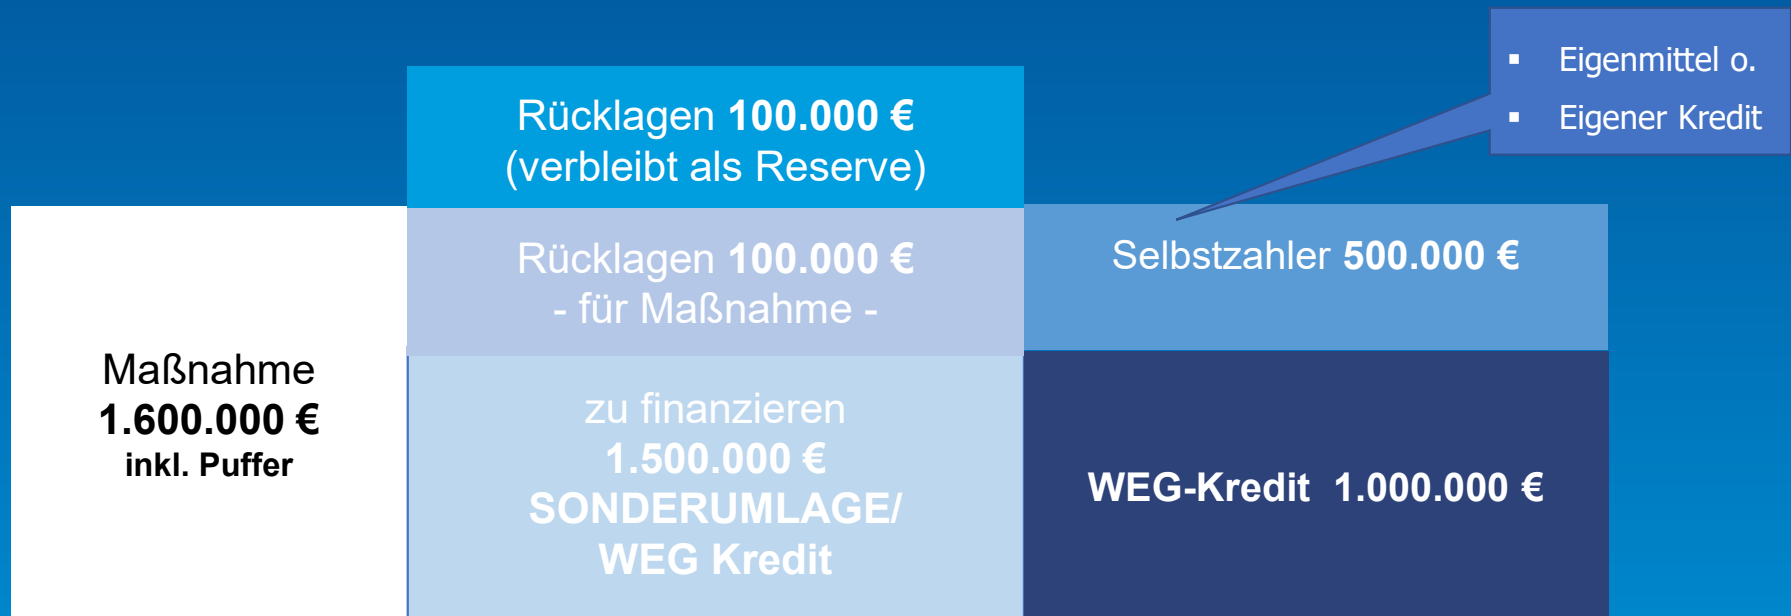 ▪ Eigenmittel o.
▪ Eigener Kredit
Rücklagen 100.000 €
(verbleibt als Reserve)
Rücklagen 100.000 €
- für Maßnahme -
Selbstzahler 500.000 €
Maßnahme
1.600.000 €
inkl. Puffer
zu finanzieren
1.500.000 €
SONDERUMLAGE/
WEG Kredit
WEG-Kredit 1.000.000 €